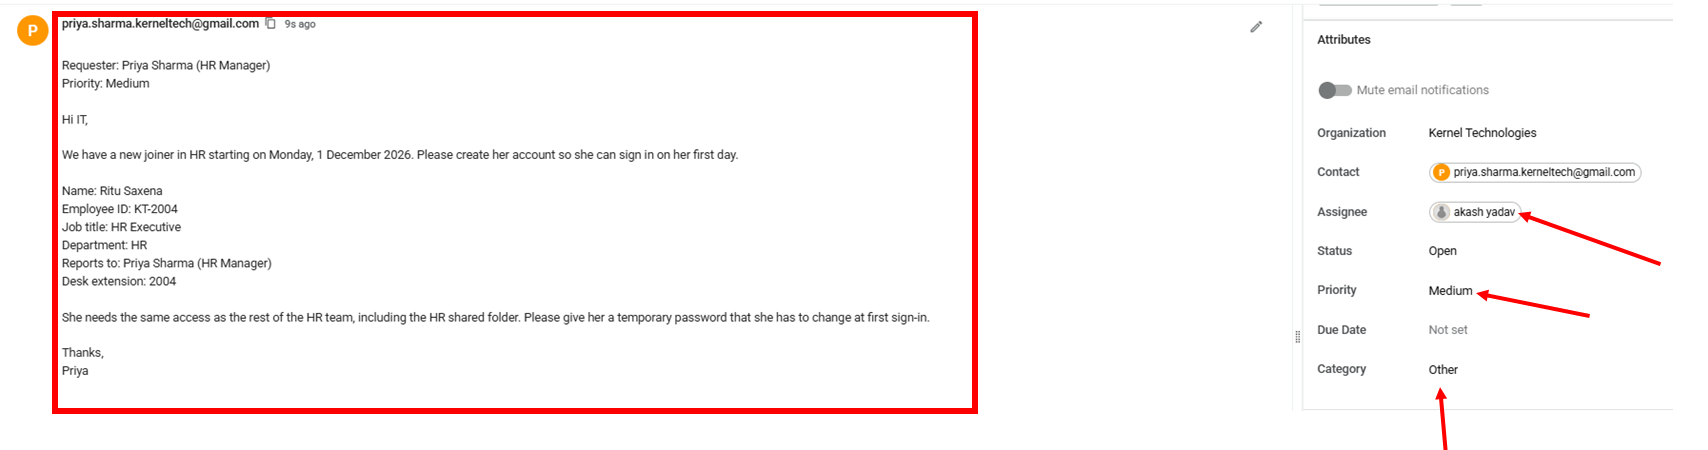 P
priya.sharma.kerneltech@gmail.com 9s ago
Requester: Priya Sharma (HR Manager)
Priority: Medium
Hi IT,
We have a new joiner in HR starting on Monday, 1 December 2026. Please create her account so she can sign in on her first day.
Name: Ritu Saxena
Employee ID: KT-2004
Job title: HR Executive
Department: HR
Reports to: Priya Sharma (HR Manager)
Desk extension: 2004
She needs the same access as the rest of the HR team, including the HR shared folder. Please give her a temporary password that she has to change at first sign-in.
Thanks,
Priya
Attributes
Mute email notifications
Organization Kernel Technologies
Contact P priya.sharma.kerneltech@gmail.com
Assignee akash yadav
Status Open
Priority Medium
Due Date Not set
Category Other